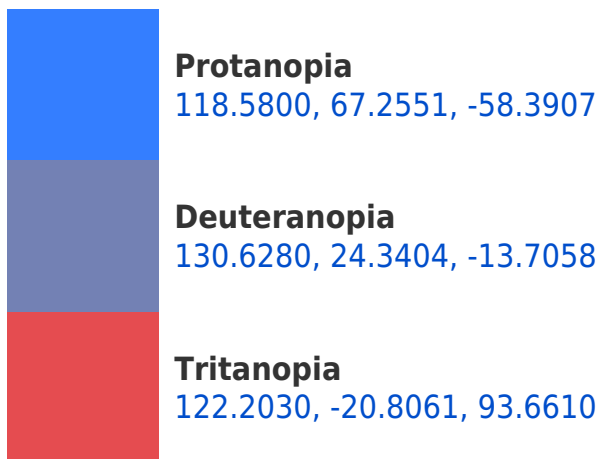 Protanopia
118.5800, 67.2551, -58.3907
Deuteranopia
130.6280, 24.3404, -13.7058
Tritanopia
122.2030, -20.8061, 93.6610